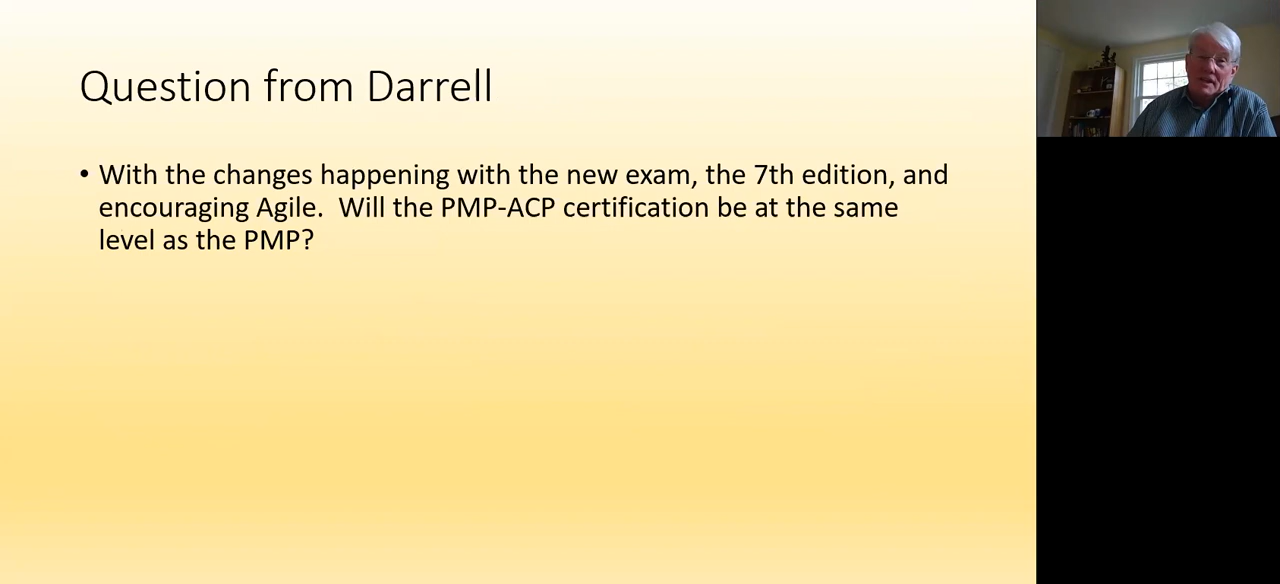 Question from Darrell
• With the changes happening with the new exam, the 7th edition, and
encouraging Agile.  Will the PMP-ACP certification be at the same
level as the PMP?